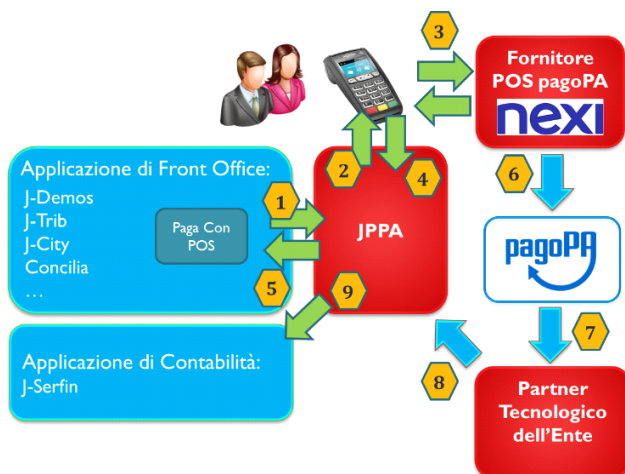 3
Fornitore
POS pagoPA
nexi
Applicazione di Front Office:
J-Demos
J-Trib
J-City
Concilia
...
Paga Con
POS
1
2
4
JPPA
5
9
6
pagoPA
7
8
Applicazione di Contabilità:
J-Serfin
Partner
Tecnologico
dell'Ente